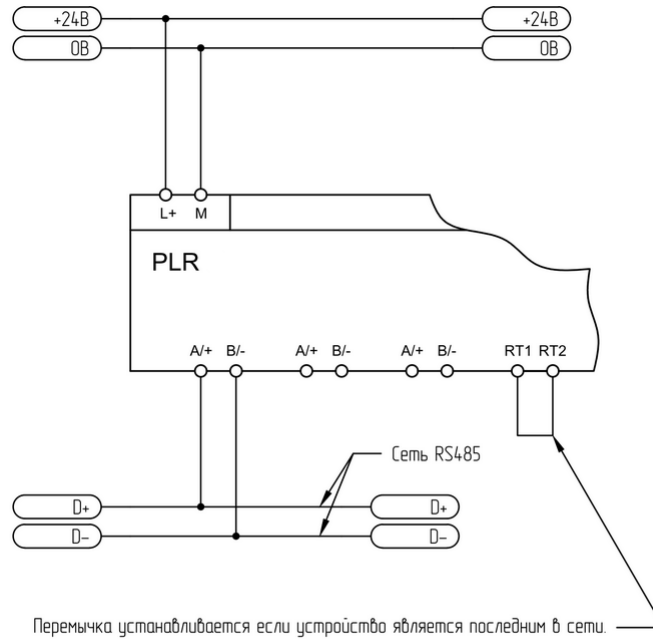 +24В +24В
0В 0В
L+ M
PLR
A/+ B/- A/+ B/- A/+ B/- RT1 RT2
Сеть RS485
D+ D+
D- D-
Перемычка устанавливается если устройство является последним в сети.